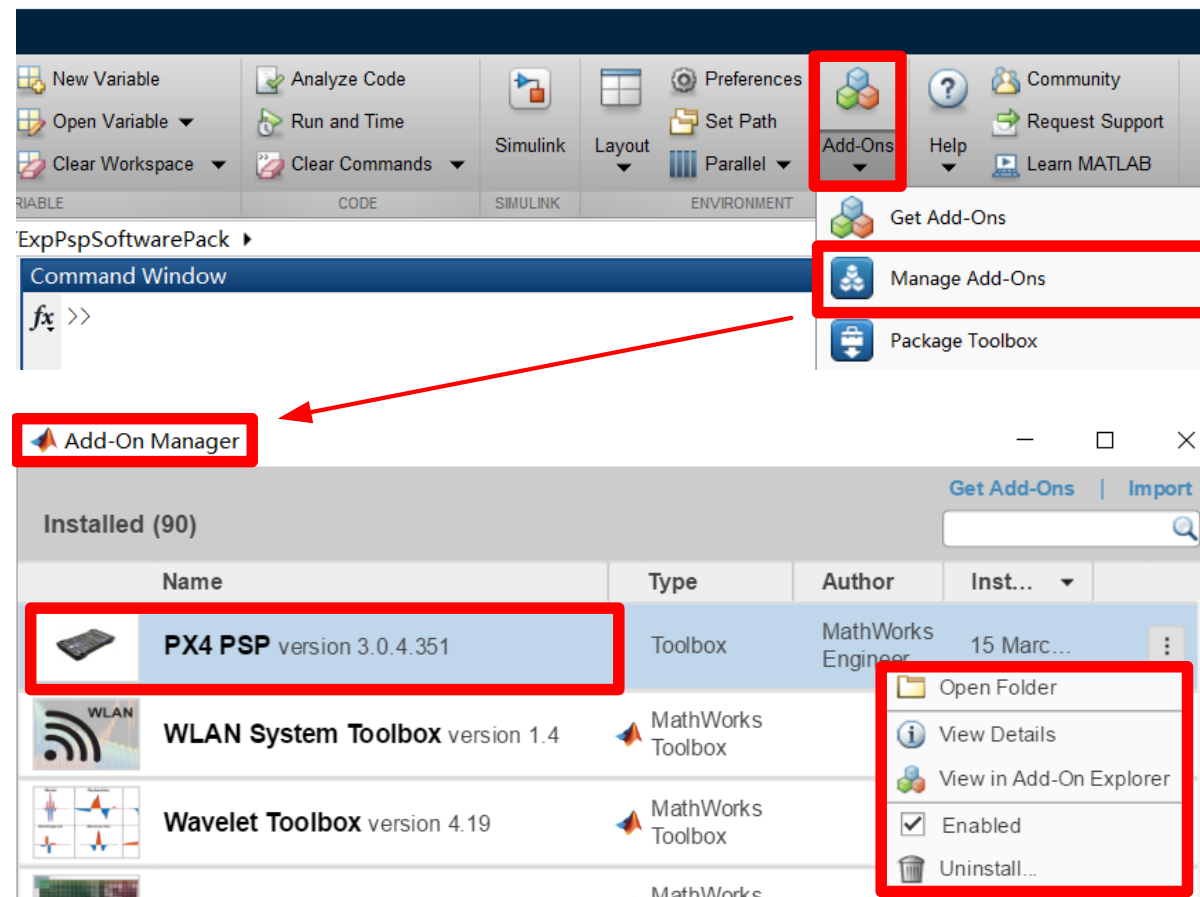 New Variable
Analyze Code
Preferences
Community
Open Variable
Run and Time
Set Path
Request Support
Simulink
Layout
Add-Ons
Help
Clear Workspace
Clear Commands
Parallel
Learn MATLAB
RIABLE
CODE
SIMULINK
ENVIRONMENT
Get Add-Ons
ExpPspSoftwarePack
Command Window
Manage Add-Ons
fx >>
Package Toolbox
Add-On Manager
Get Add-Ons | Import
Installed (90)
Name Type Author Inst...
PX4 PSP version 3.0.4.351 Toolbox MathWorks Engineer 15 Marc...
Open Folder
WLAN
WLAN System Toolbox version 1.4 MathWorks Toolbox
View Details
View in Add-On Explorer
Wavelet Toolbox version 4.19 MathWorks Toolbox
Enabled
Uninstall...
MathWorks